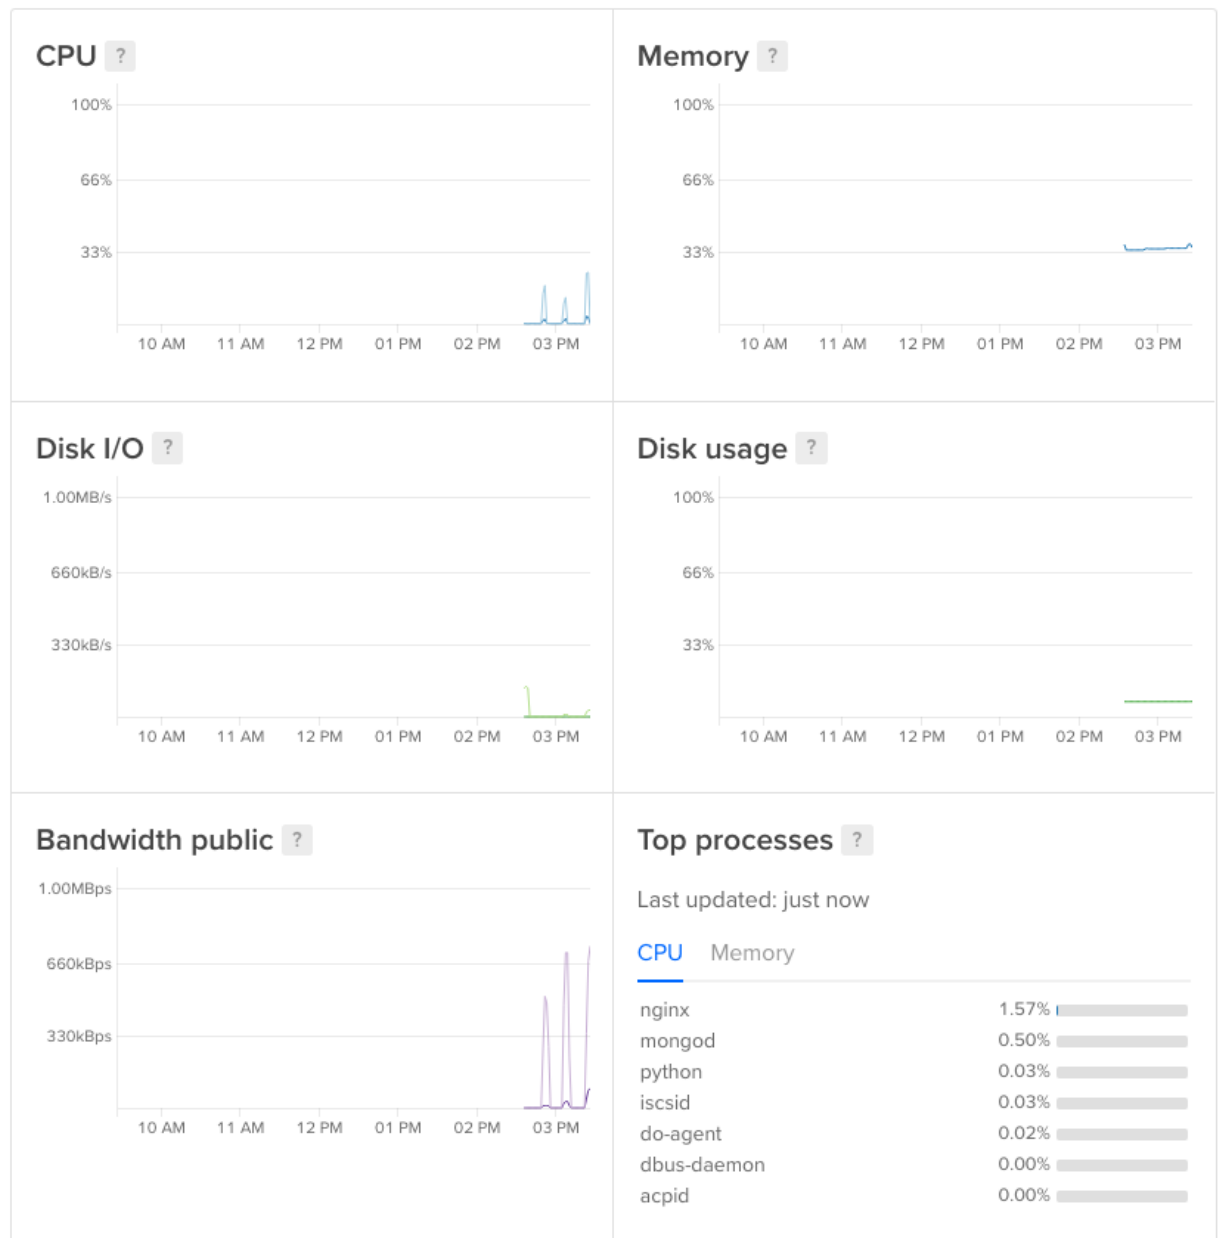 CPU ?
100%
66%
33%
10 AM 11 AM 12 PM 01 PM 02 PM 03 PM
Memory ?
100%
66%
33%
10 AM 11 AM 12 PM 01 PM 02 PM 03 PM
Disk I/O ?
1.00MB/s
660kB/s
330kB/s
10 AM 11 AM 12 PM 01 PM 02 PM 03 PM
Disk usage ?
100%
66%
33%
10 AM 11 AM 12 PM 01 PM 02 PM 03 PM
Bandwidth public ?
1.00MBps
660kBps
330kBps
10 AM 11 AM 12 PM 01 PM 02 PM 03 PM
Top processes ?
Last updated: just now
CPU Memory
nginx 1.57%
mongod 0.50%
python 0.03%
iscsid 0.03%
do-agent 0.02%
dbus-daemon 0.00%
acpid 0.00%